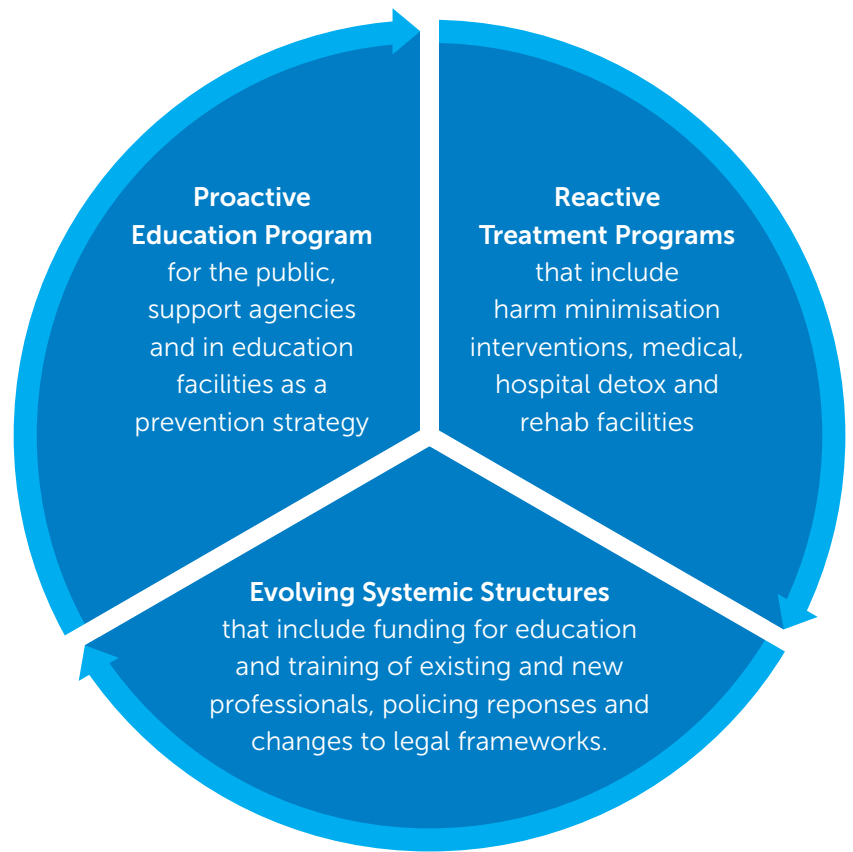 Proactive
Education Program
for the public,
support agencies
and in education
facilities as a
prevention strategy
Reactive
Treatment Programs
that include
harm minimisation
interventions, medical,
hospital detox and
rehab facilities
Evolving Systemic Structures
that include funding for education
and training of existing and new
professionals, policing reponses and
changes to legal frameworks.